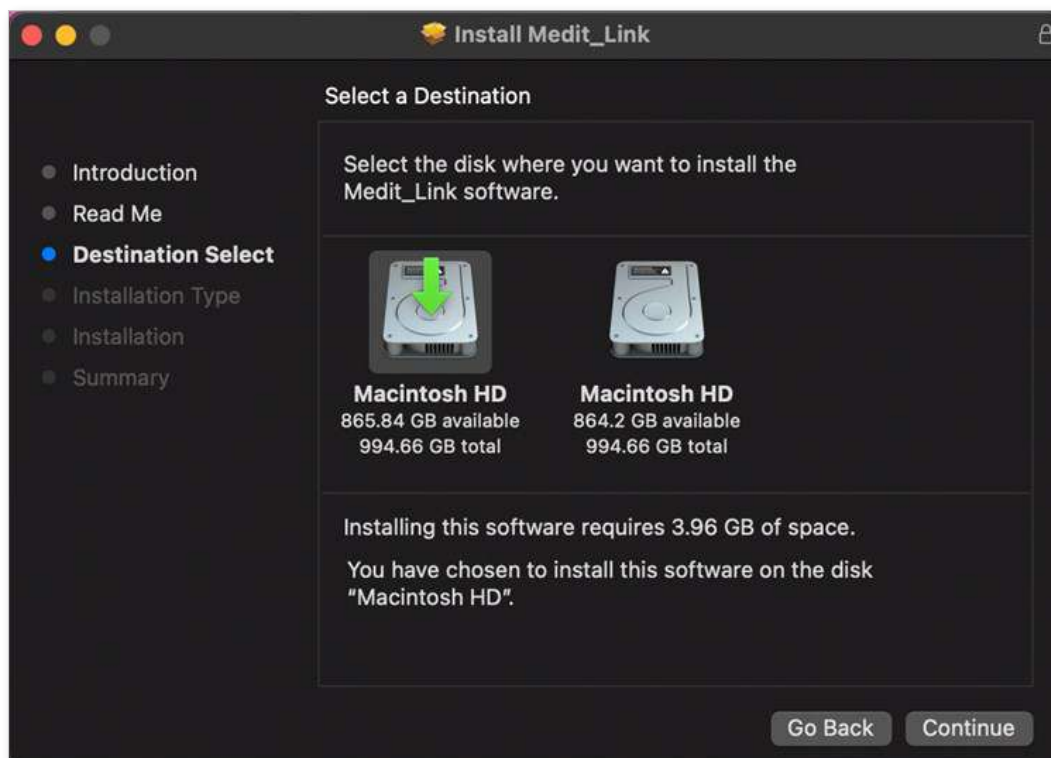 Install Medit_Link
Select a Destination
Introduction
Read Me
Destination Select
Installation Type
Installation
Summary
Select the disk where you want to install the
Medit_Link software.
Macintosh HD
865.84 GB available
994.66 GB total
Macintosh HD
864.2 GB available
994.66 GB total
Installing this software requires 3.96 GB of space.
You have chosen to install this software on the disk
“Macintosh HD”.
Go Back
Continue